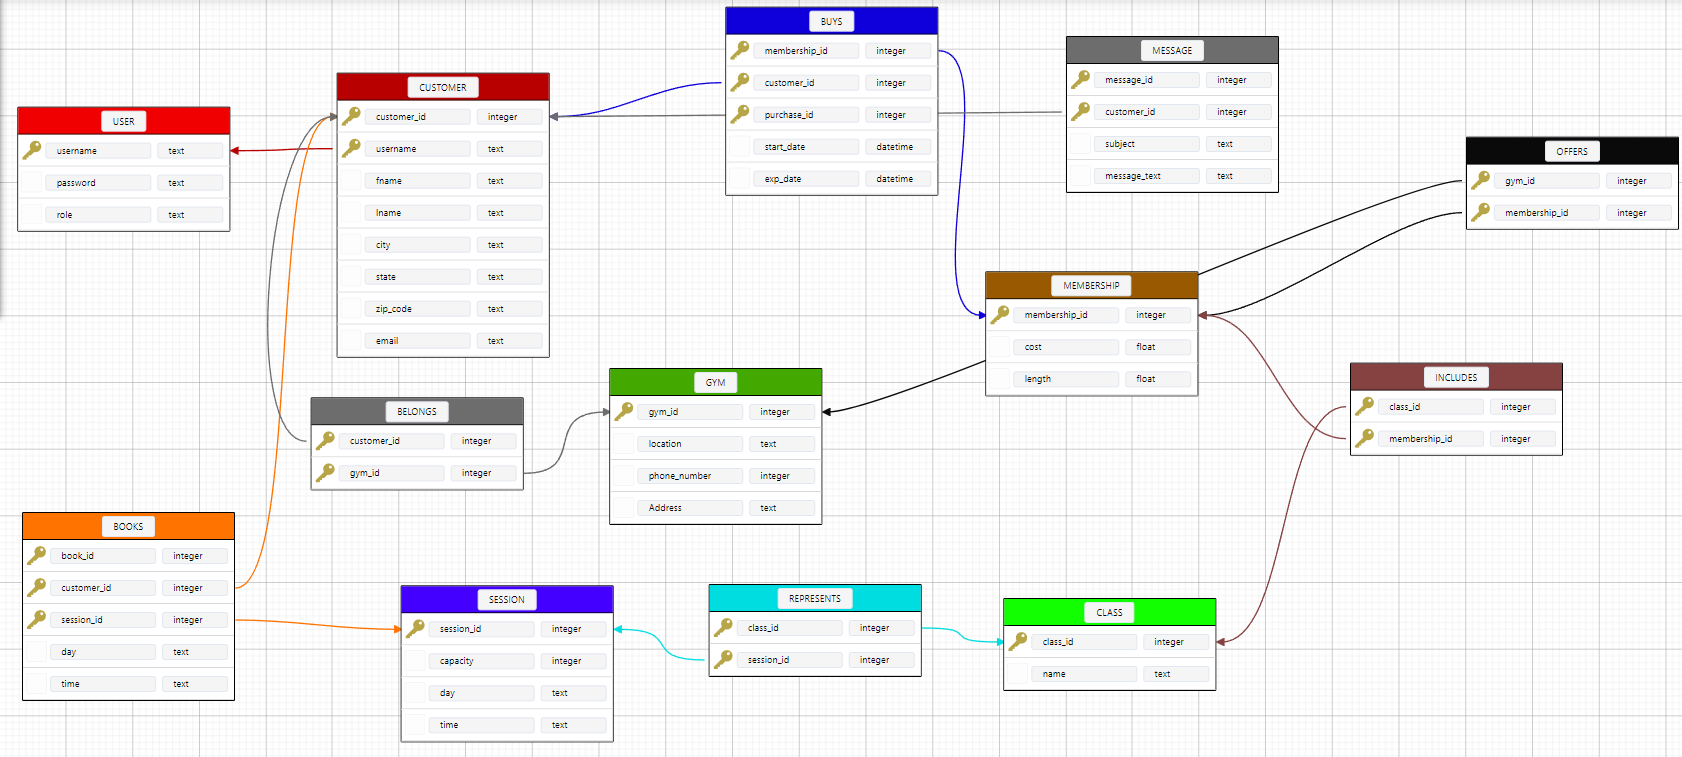 USER
username text
password text
role text
CUSTOMER
customer_id integer
username text
fname text
lname text
city text
state text
zip_code text
email text
BUYS
membership_id integer
customer_id integer
purchase_id integer
start_date datetime
exp_date datetime
MESSAGE
message_id integer
customer_id integer
subject text
message_text text
OFFERS
gym_id integer
membership_id integer
MEMBERSHIP
membership_id integer
cost float
length float
GYM
gym_id integer
location text
phone_number integer
Address text
INCLUDES
class_id integer
membership_id integer
BELONGS
customer_id integer
gym_id integer
BOOKS
book_id integer
customer_id integer
session_id integer
day text
time text
SESSION
session_id integer
capacity integer
day text
time text
REPRESENTS
class_id integer
session_id integer
CLASS
class_id integer
name text